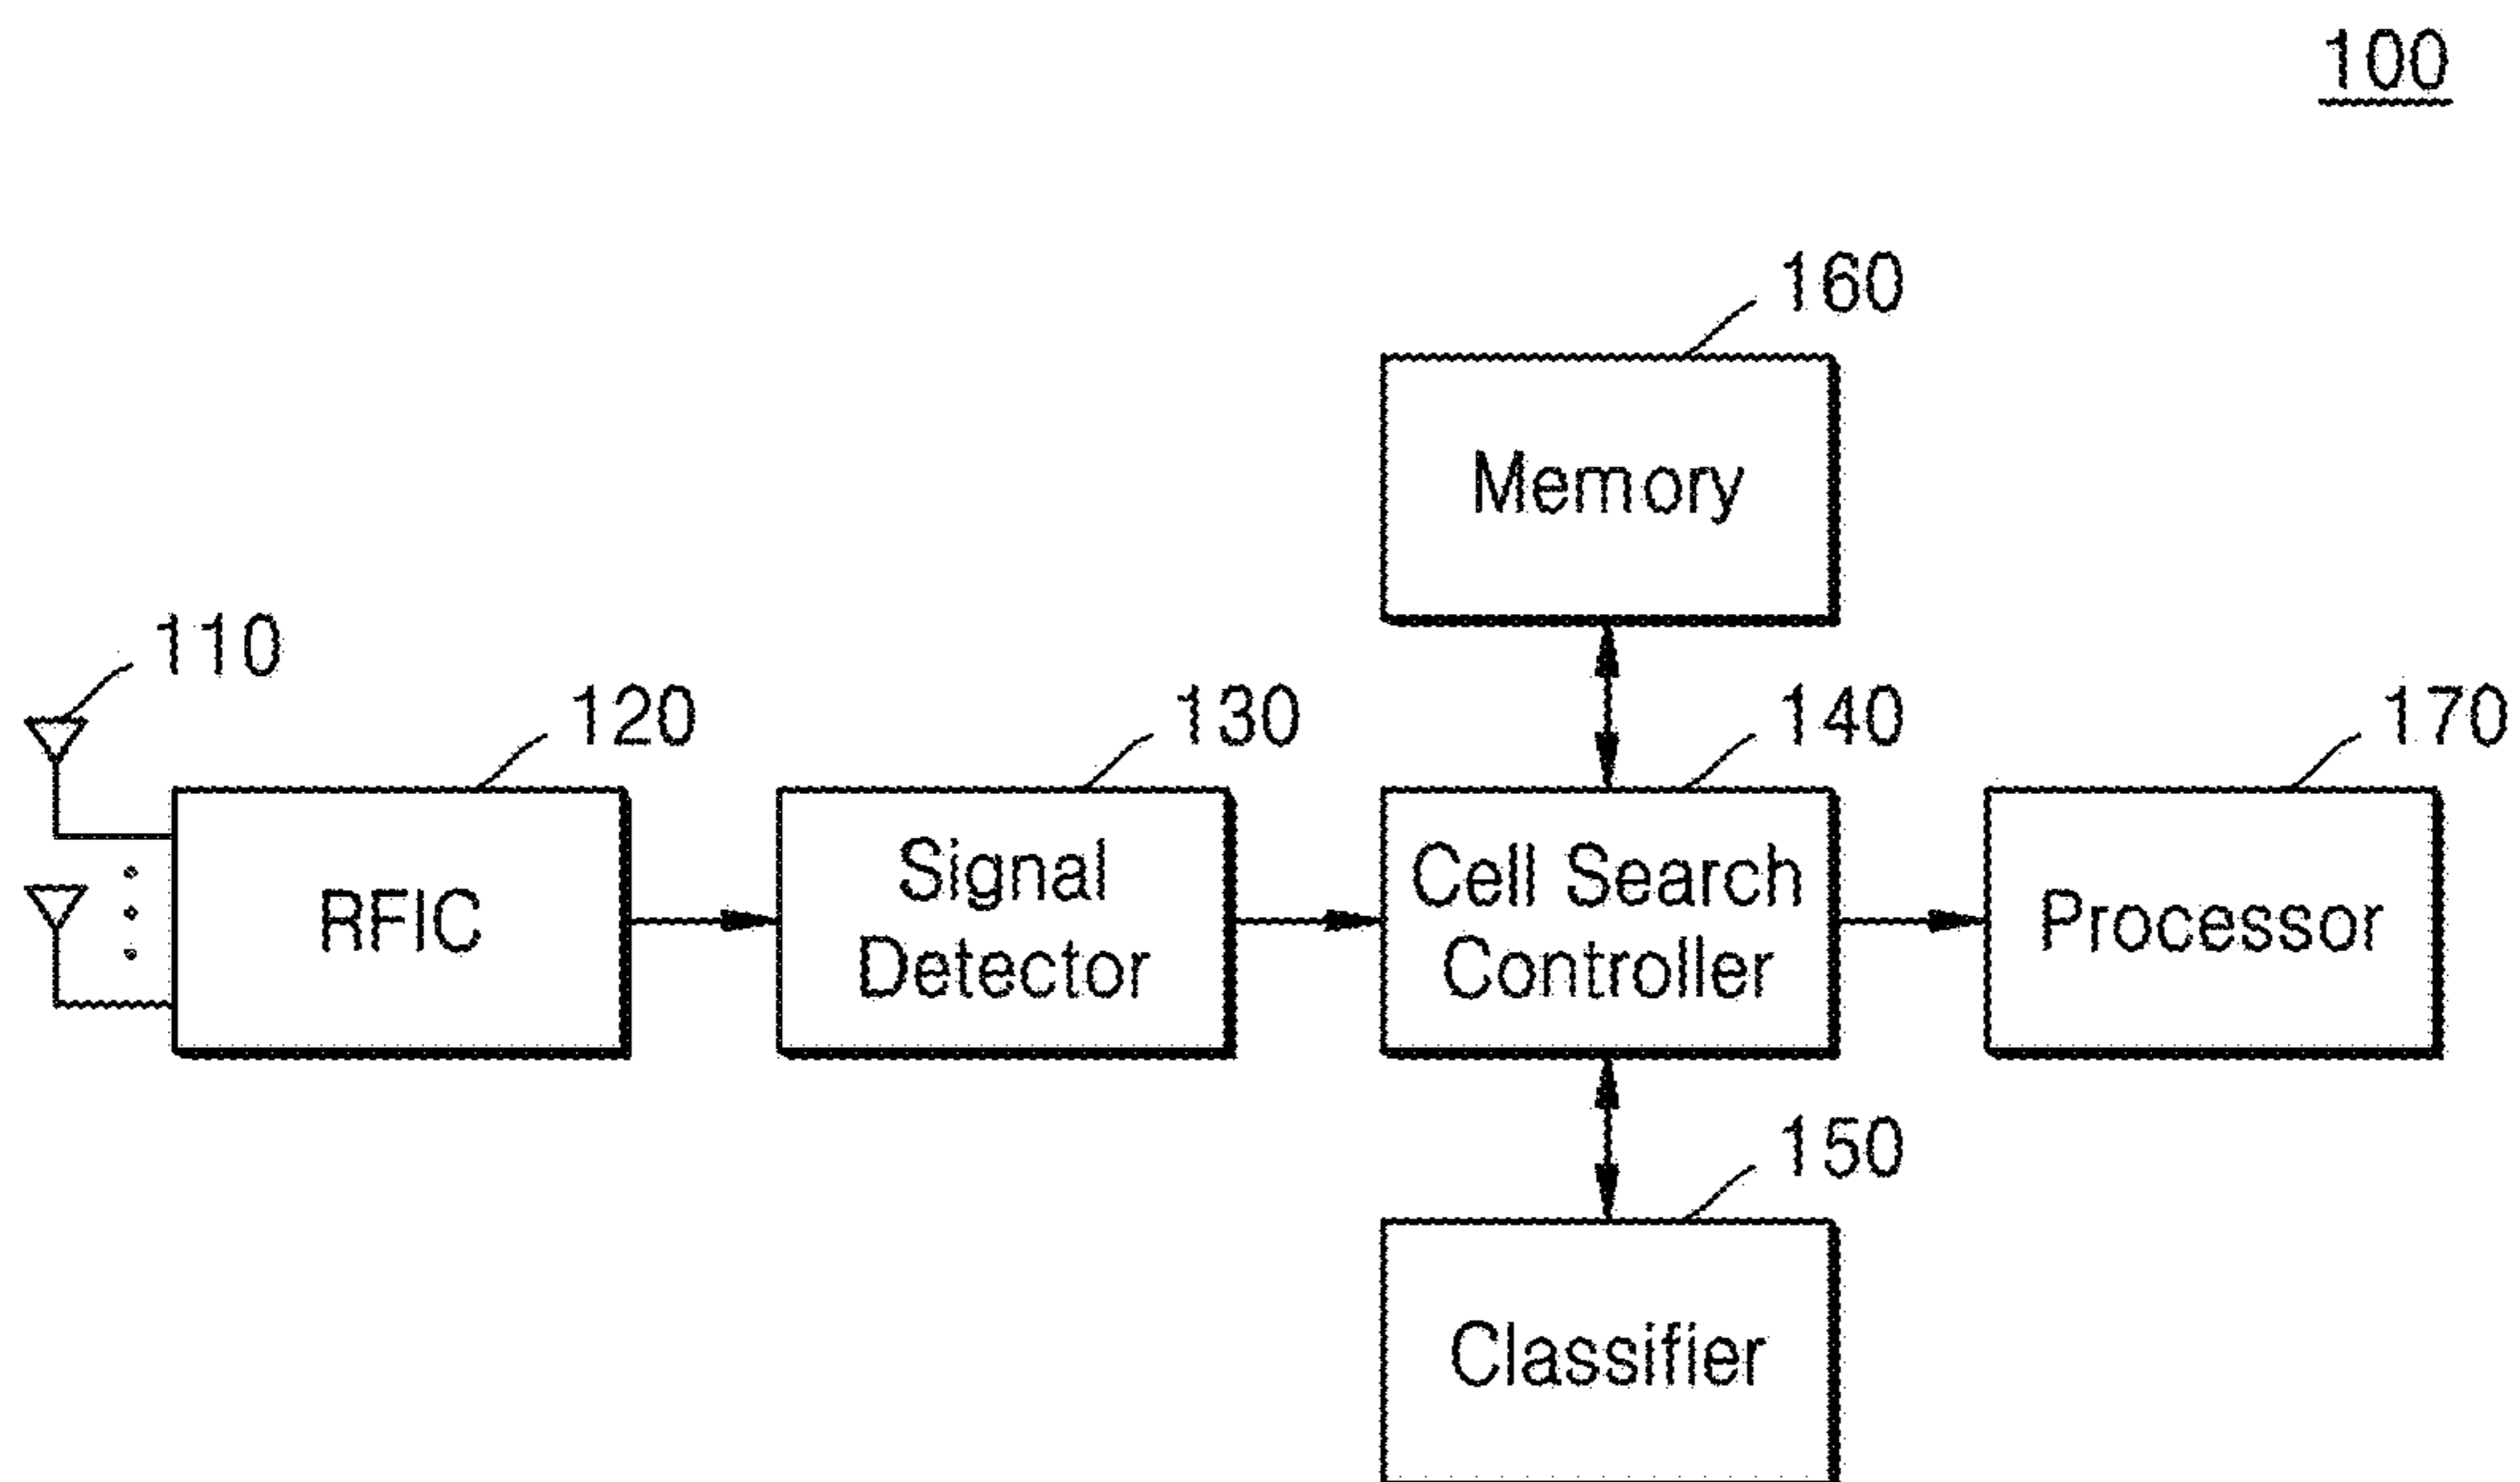 100
160
Memory
110
120
130
140
170
RFIC
Signal
Detector
Cell Search
Controller
Processor
150
Classifier